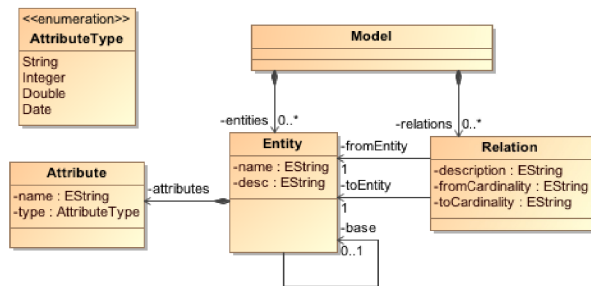 <<enumeration>>
AttributeType
String
Integer
Double
Date
Model
-entities
0..*
-relations
0..*
Entity
-name : EString
-desc : EString
-fromEntity
1
-toEntity
1
-base
0..1
Relation
-description : EString
-fromCardinality : EString
-toCardinality : EString
Attribute
-name : EString
-type : AttributeType
-attributes